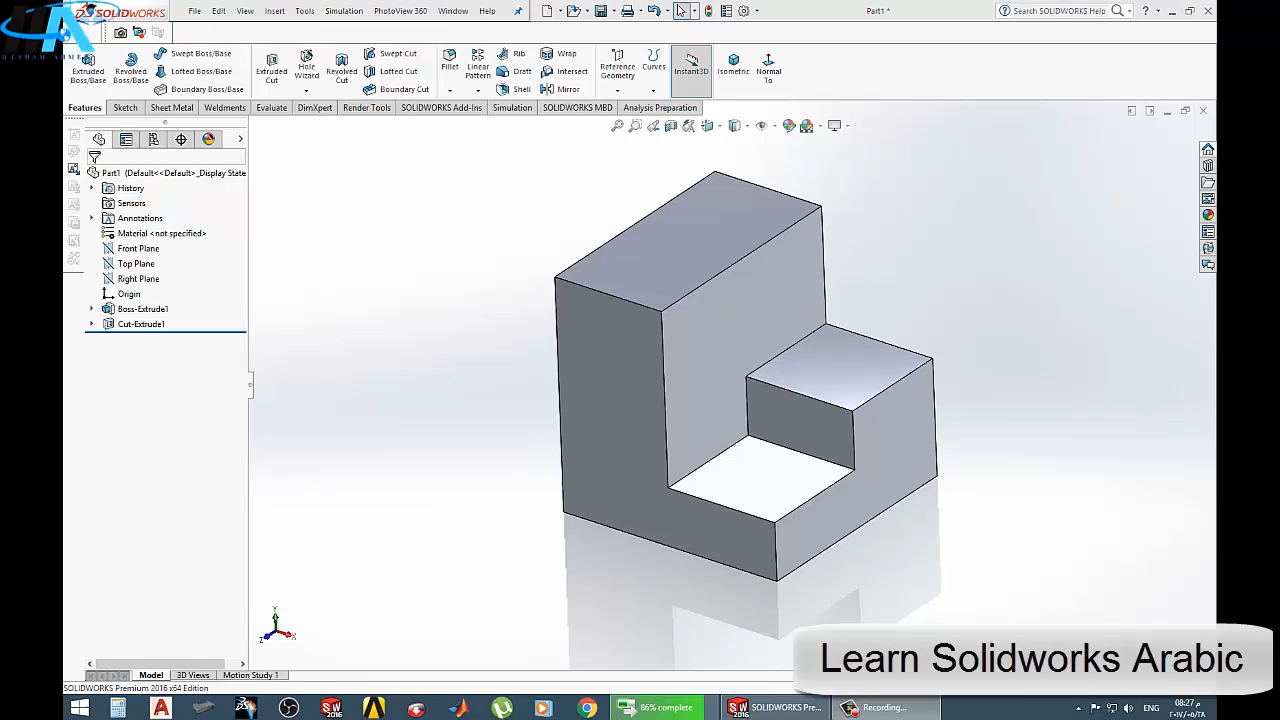 SOLIDWORKS File Edit View Insert Tools Simulation PhotoView 360 Window Help Part1 * Search SOLIDWORKS Help
HESHAM AHME
Extruded Boss/Base
Revolved Boss/Base
Swept Boss/Base
Lofted Boss/Base
Boundary Boss/Base
Extruded Cut
Hole Wizard
Revolved Cut
Swept Cut
Lofted Cut
Boundary Cut
Fillet
Linear Pattern
Rib
Draft
Shell
Wrap
Intersect
Mirror
Reference Geometry
Curves
Instant3D
Isometric
Normal To
Features Sketch Sheet Metal Weldments Evaluate DimXpert Render Tools SOLIDWORKS Add-Ins Simulation SOLIDWORKS MBD Analysis Preparation
Part1 (Default<<Default>_Display State
History
Sensors
Annotations
Material <not specified>
Front Plane
Top Plane
Right Plane
Origin
Boss-Extrude1
Cut-Extrude1
Y
Z X
Learn Solidworks Arabic
Model 3D Views Motion Study 1
SOLIDWORKS Premium 2016 x64 Edition
86% complete SOLIDWORKS Pre... Recording... ENG 08:27 م